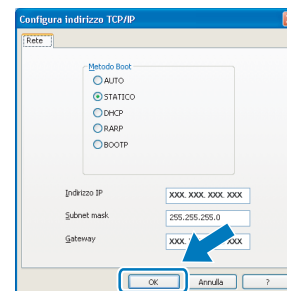 Configura indirizzo TCP/IP
Rete
Metodo Boot
AUTO
STATICO
DHCP
RARP
BOOTP
Indirizzo IP XXX. XXX. XXX. XXX
Subnet mask 255.255.255.0
Gateway XXX. XXX
OK Annulla ?